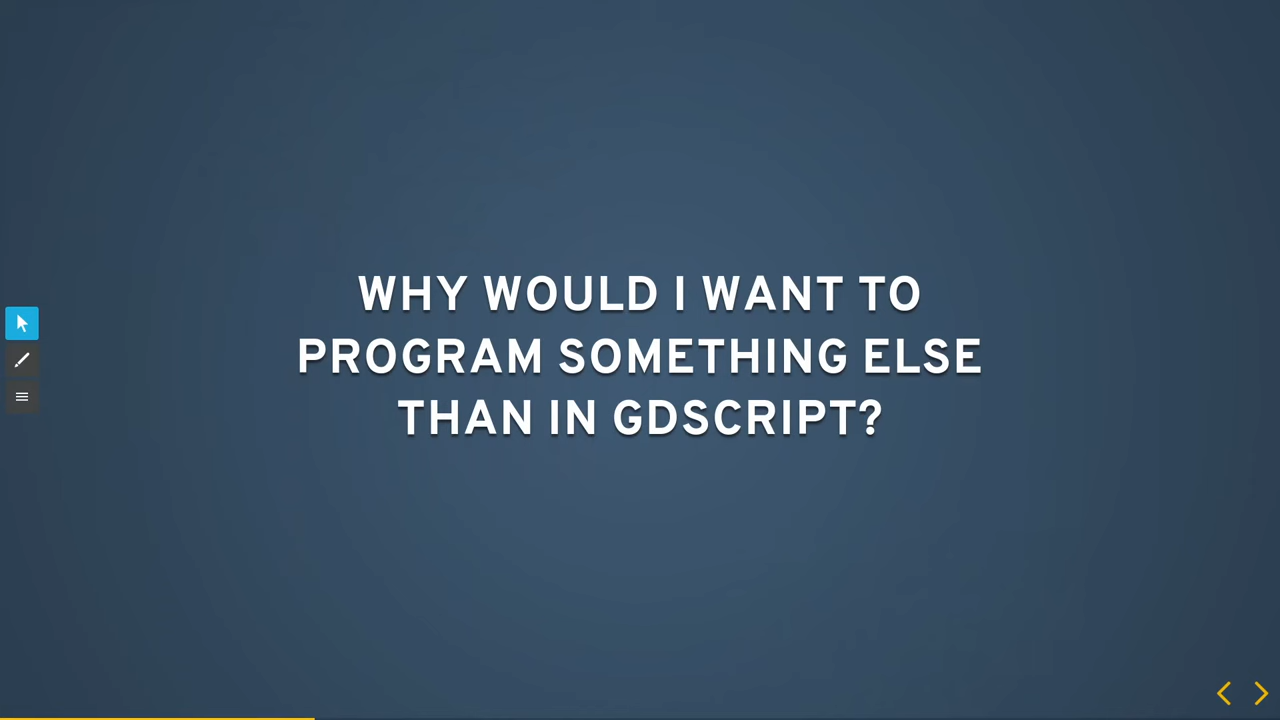 WHY WOULD I WANT TO
PROGRAM SOMETHING ELSE
THAN IN GDSCRIPT?